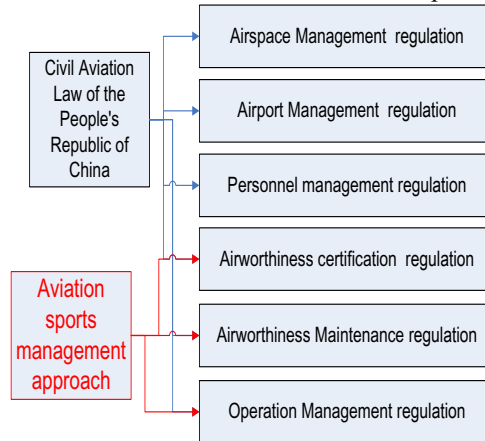 Airspace Management regulation
Civil Aviation
Law of the
People's
Republic of
China
Airport Management regulation
Personnel management regulation
Airworthiness certification regulation
Aviation
sports
management
approach
Airworthiness Maintenance regulation
Operation Management regulation